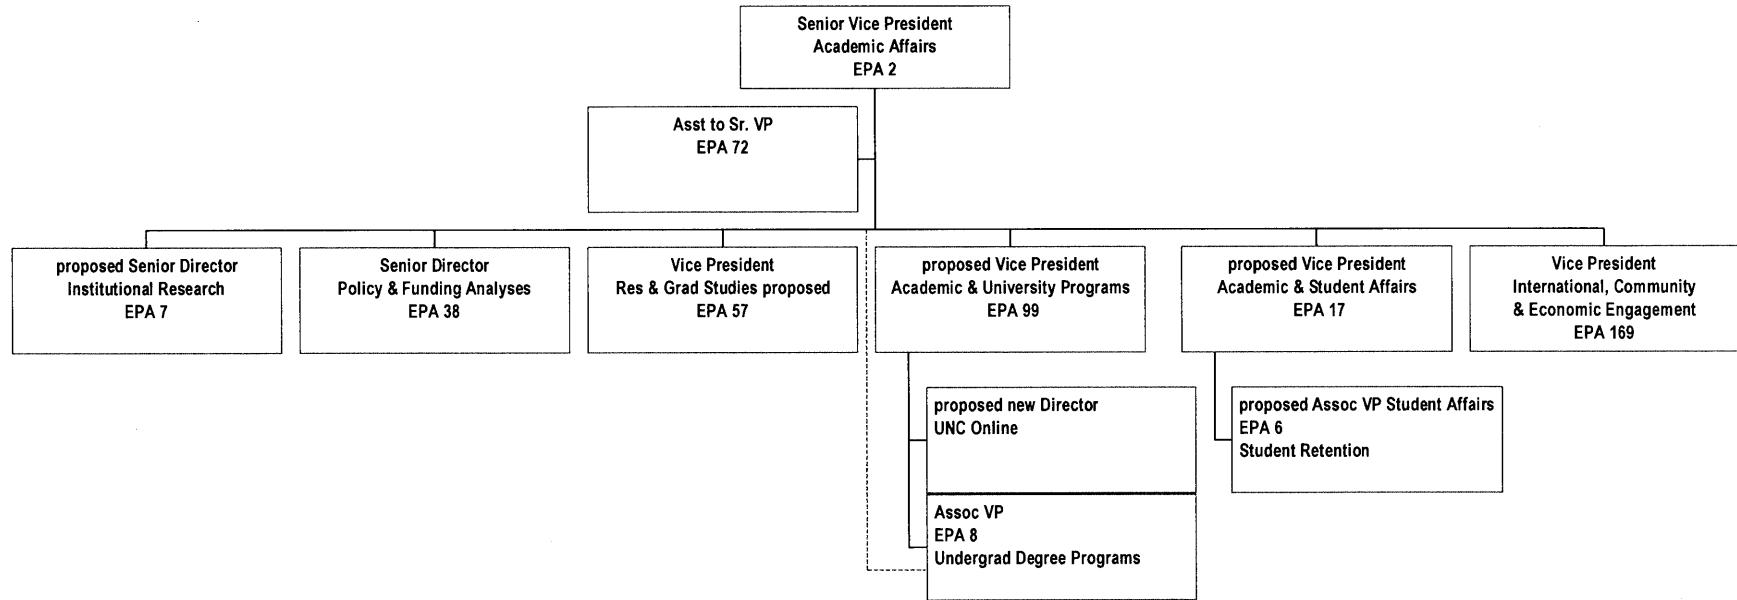 Senior Vice President
Academic Affairs
EPA 2
Asst to Sr. VP
EPA 72
proposed Senior Director
Institutional Research
EPA 7
Senior Director
Policy & Funding Analyses
EPA 38
Vice President
Res & Grad Studies proposed
EPA 57
proposed Vice President
Academic & University Programs
EPA 99
proposed Vice President
Academic & Student Affairs
EPA 17
Vice President
International, Community
& Economic Engagement
EPA 169
proposed new Director
UNC Online
Assoc VP
EPA 8
Undergrad Degree Programs
proposed Assoc VP Student Affairs
EPA 6
Student Retention